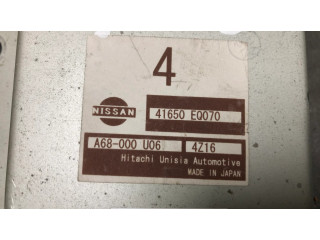 4
NISSAN
41650 EQ070
A68-000 U06
4Z16
Hitachi Unisia Automotive
MADE IN JAPAN